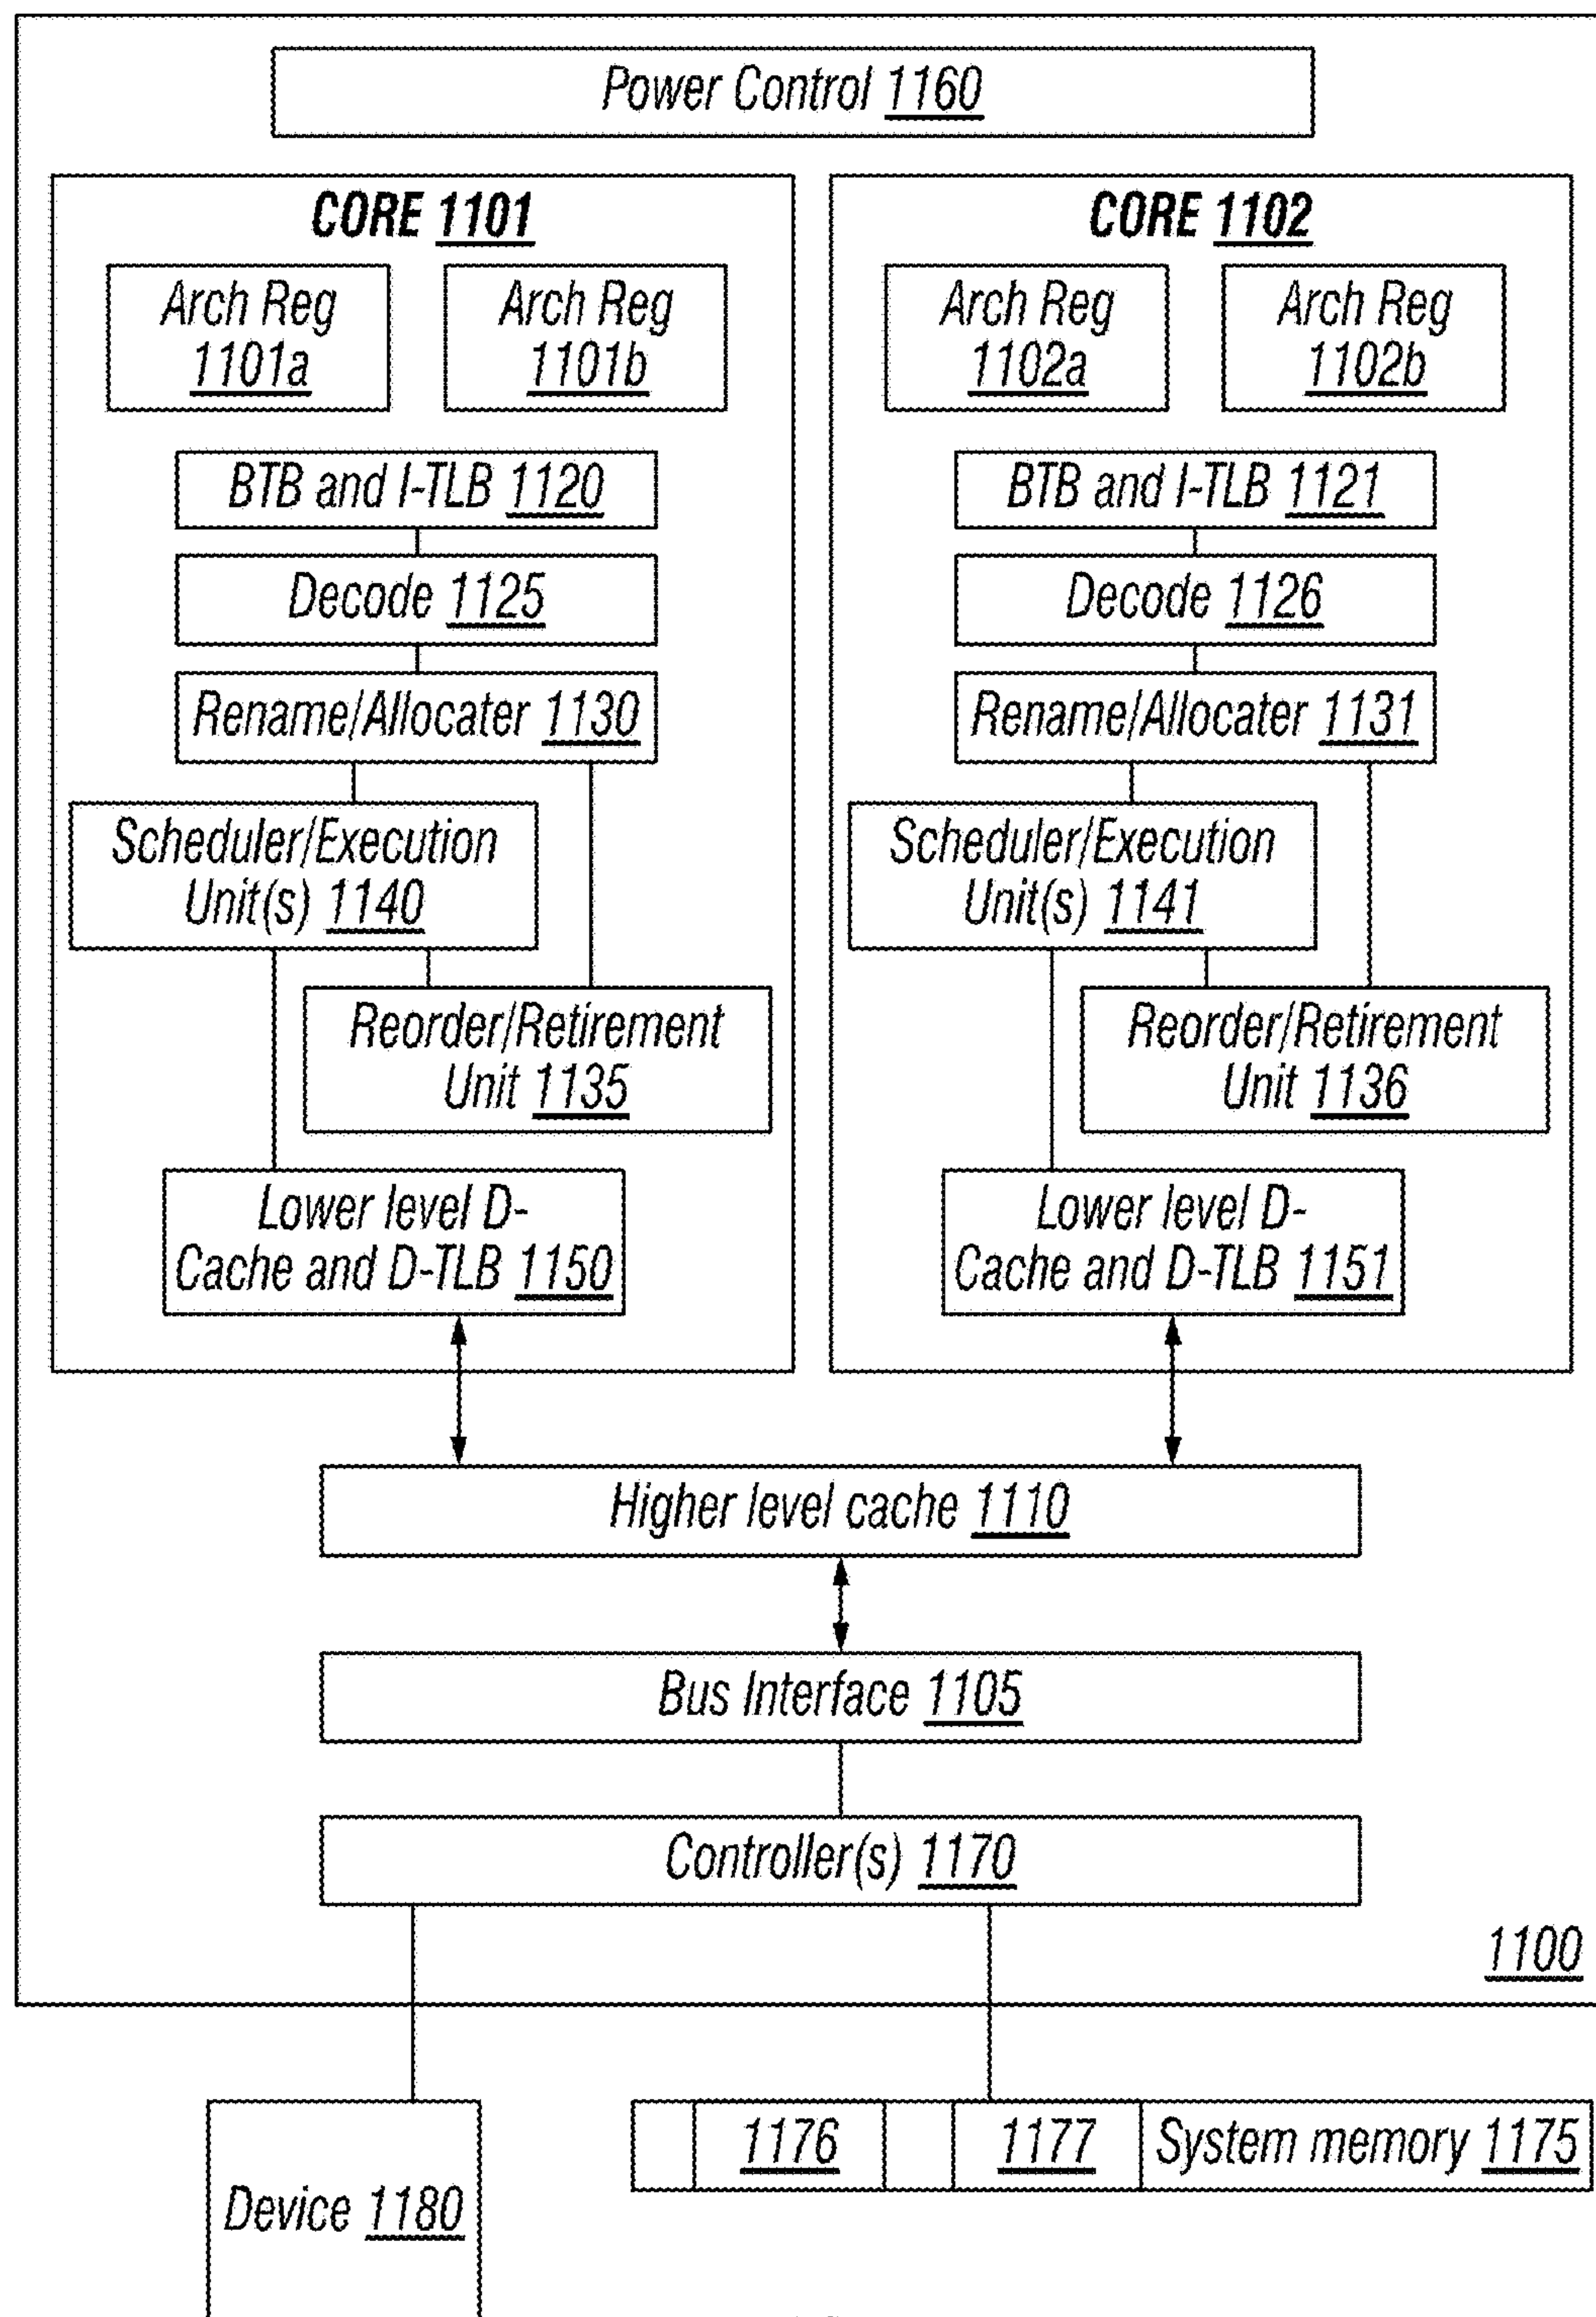 Power Control 1160
CORE 1101
Arch Reg
1101a
Arch Reg
1101b
BTB and I-TLB 1120
Decode 1125
Rename/Allocater 1130
Scheduler/Execution
Unit(s) 1140
Reorder/Retirement
Unit 1135
Lower level D-
Cache and D-TLB 1150
CORE 1102
Arch Reg
1102a
Arch Reg
1102b
BTB and I-TLB 1121
Decode 1126
Rename/Allocater 1131
Scheduler/Execution
Unit(s) 1141
Reorder/Retirement
Unit 1136
Lower level D-
Cache and D-TLB 1151
Higher level cache 1110
Bus Interface 1105
Controller(s) 1170
1100
1176
1177
System memory 1175
Device 1180